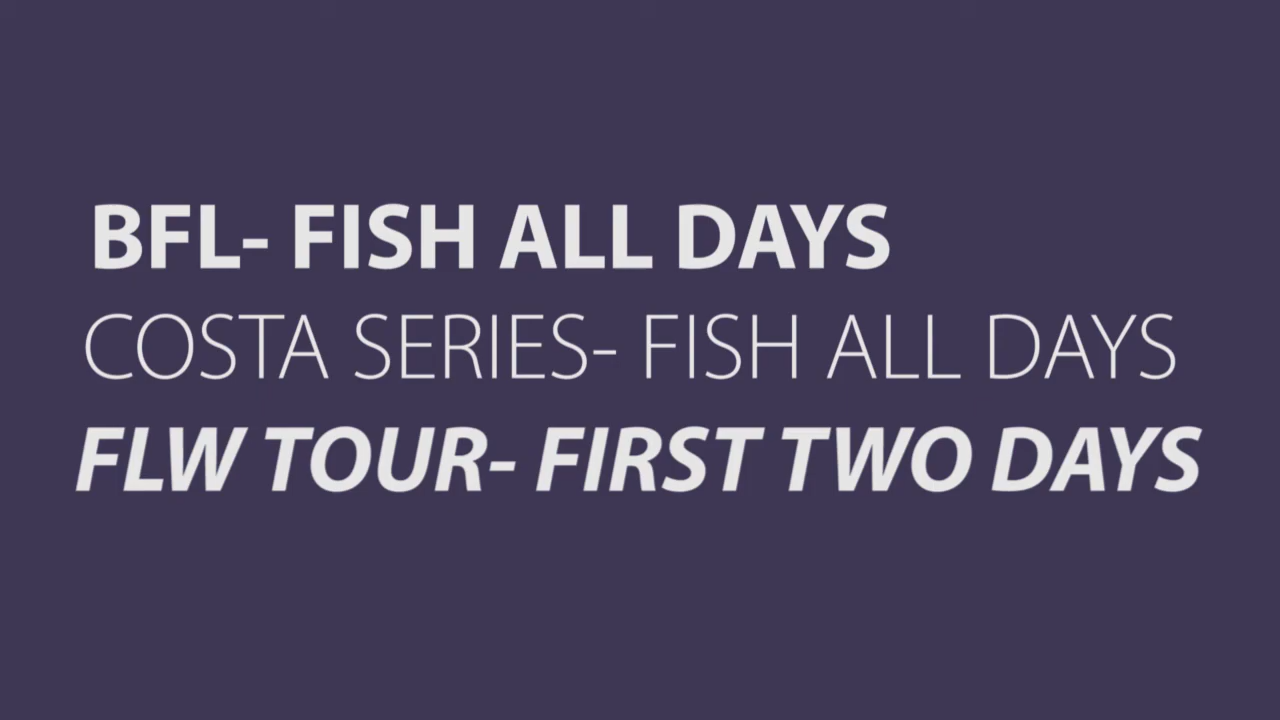 BFL- FISH ALL DAYS
COSTA SERIES- FISH ALL DAYS
FLW TOUR- FIRST TWO DAYS